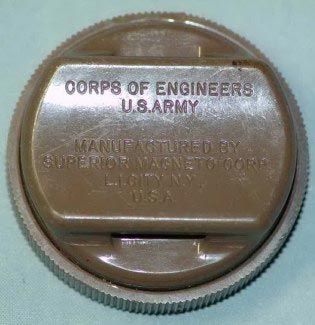 CORPS OF ENGINEERS
U.S.ARMY
MANUFACTURED BY
SUPERIOR MAGNETO CORP.
L.I.CITY N.Y.
U.S.A.